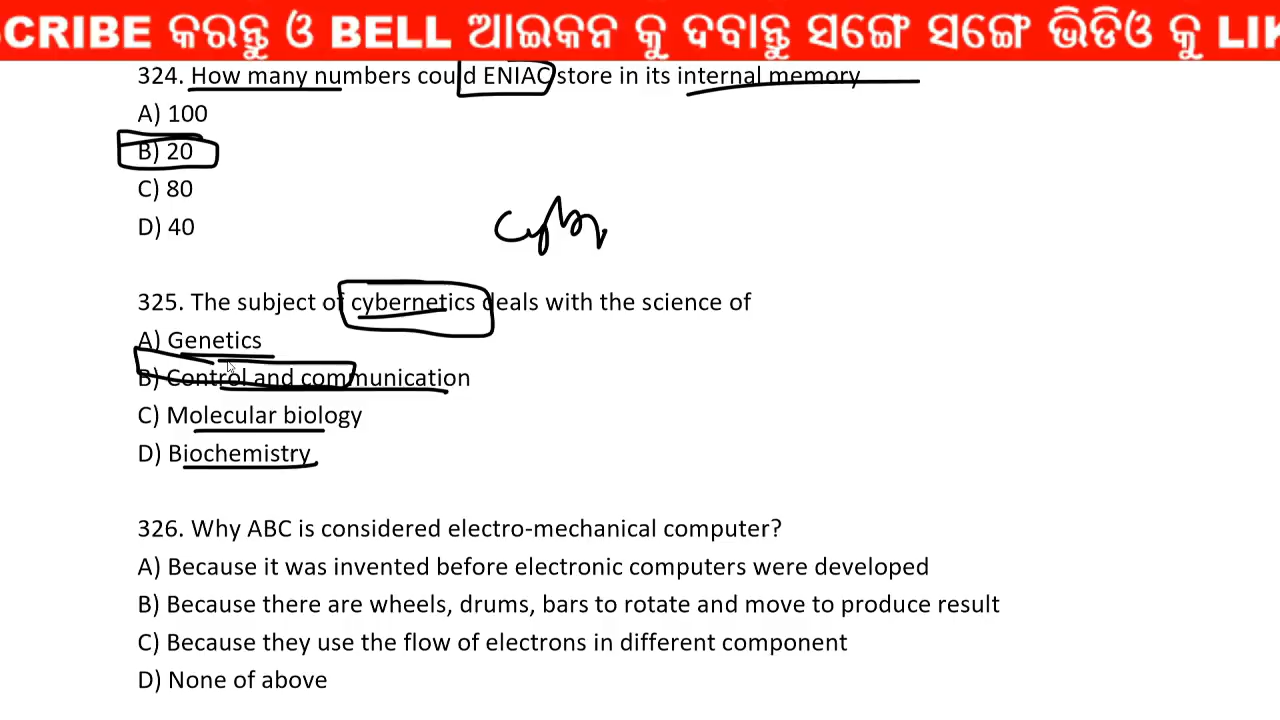 CRIBE କରନ୍ତୁ ଓ BELL ଆଇକନ କୁ ଦବାନ୍ତୁ ସଙ୍ଗେ ସଙ୍ଗେ ଭିଡିଓ କୁ LIK
324. How many numbers could ENIAC store in its internal memory
A) 100
B) 20
C) 80
D) 40
325. The subject of cybernetics deals with the science of
A) Genetics
B) Control and communication
C) Molecular biology
D) Biochemistry
326. Why ABC is considered electro-mechanical computer?
A) Because it was invented before electronic computers were developed
B) Because there are wheels, drums, bars to rotate and move to produce result
C) Because they use the flow of electrons in different component
D) None of above